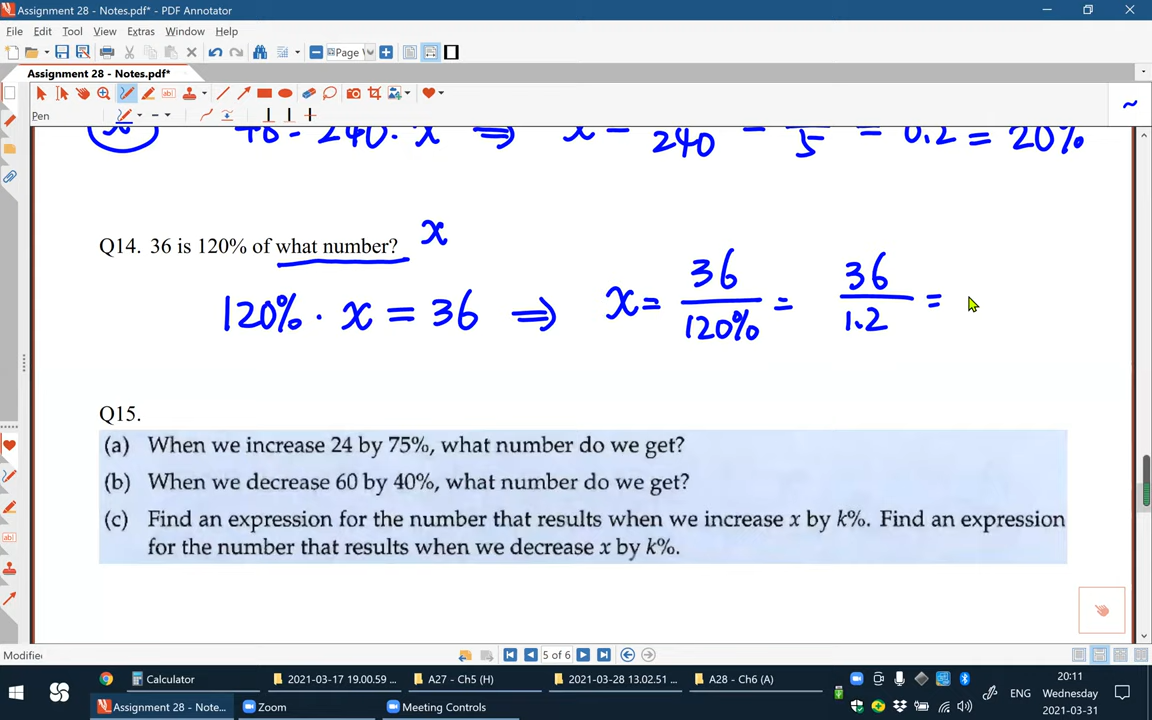 Assignment 28 - Notes.pdf* - PDF Annotator
File Edit Tool View Extras Window Help
Page
Assignment 28 - Notes.pdf*
Pen
48 = 240 · x ⟹ x = 240 = 5 = 0.2 = 20%
Q14. 36 is 120% of what number? x
120% · x = 36 ⟹ x = 36/120% = 36/1.2 =
Q15.
(a) When we increase 24 by 75%, what number do we get?
(b) When we decrease 60 by 40%, what number do we get?
(c) Find an expression for the number that results when we increase x by k%. Find an expression
for the number that results when we decrease x by k%.
Modifie
5 of 6
Calculator
2021-03-17 19.00.59 ...
A27 - Ch5 (H)
2021-03-28 13.02.51 ...
A28 - Ch6 (A)
20:11
ENG
Wednesday
Assignment 28 - Note...
Zoom
Meeting Controls
2021-03-31